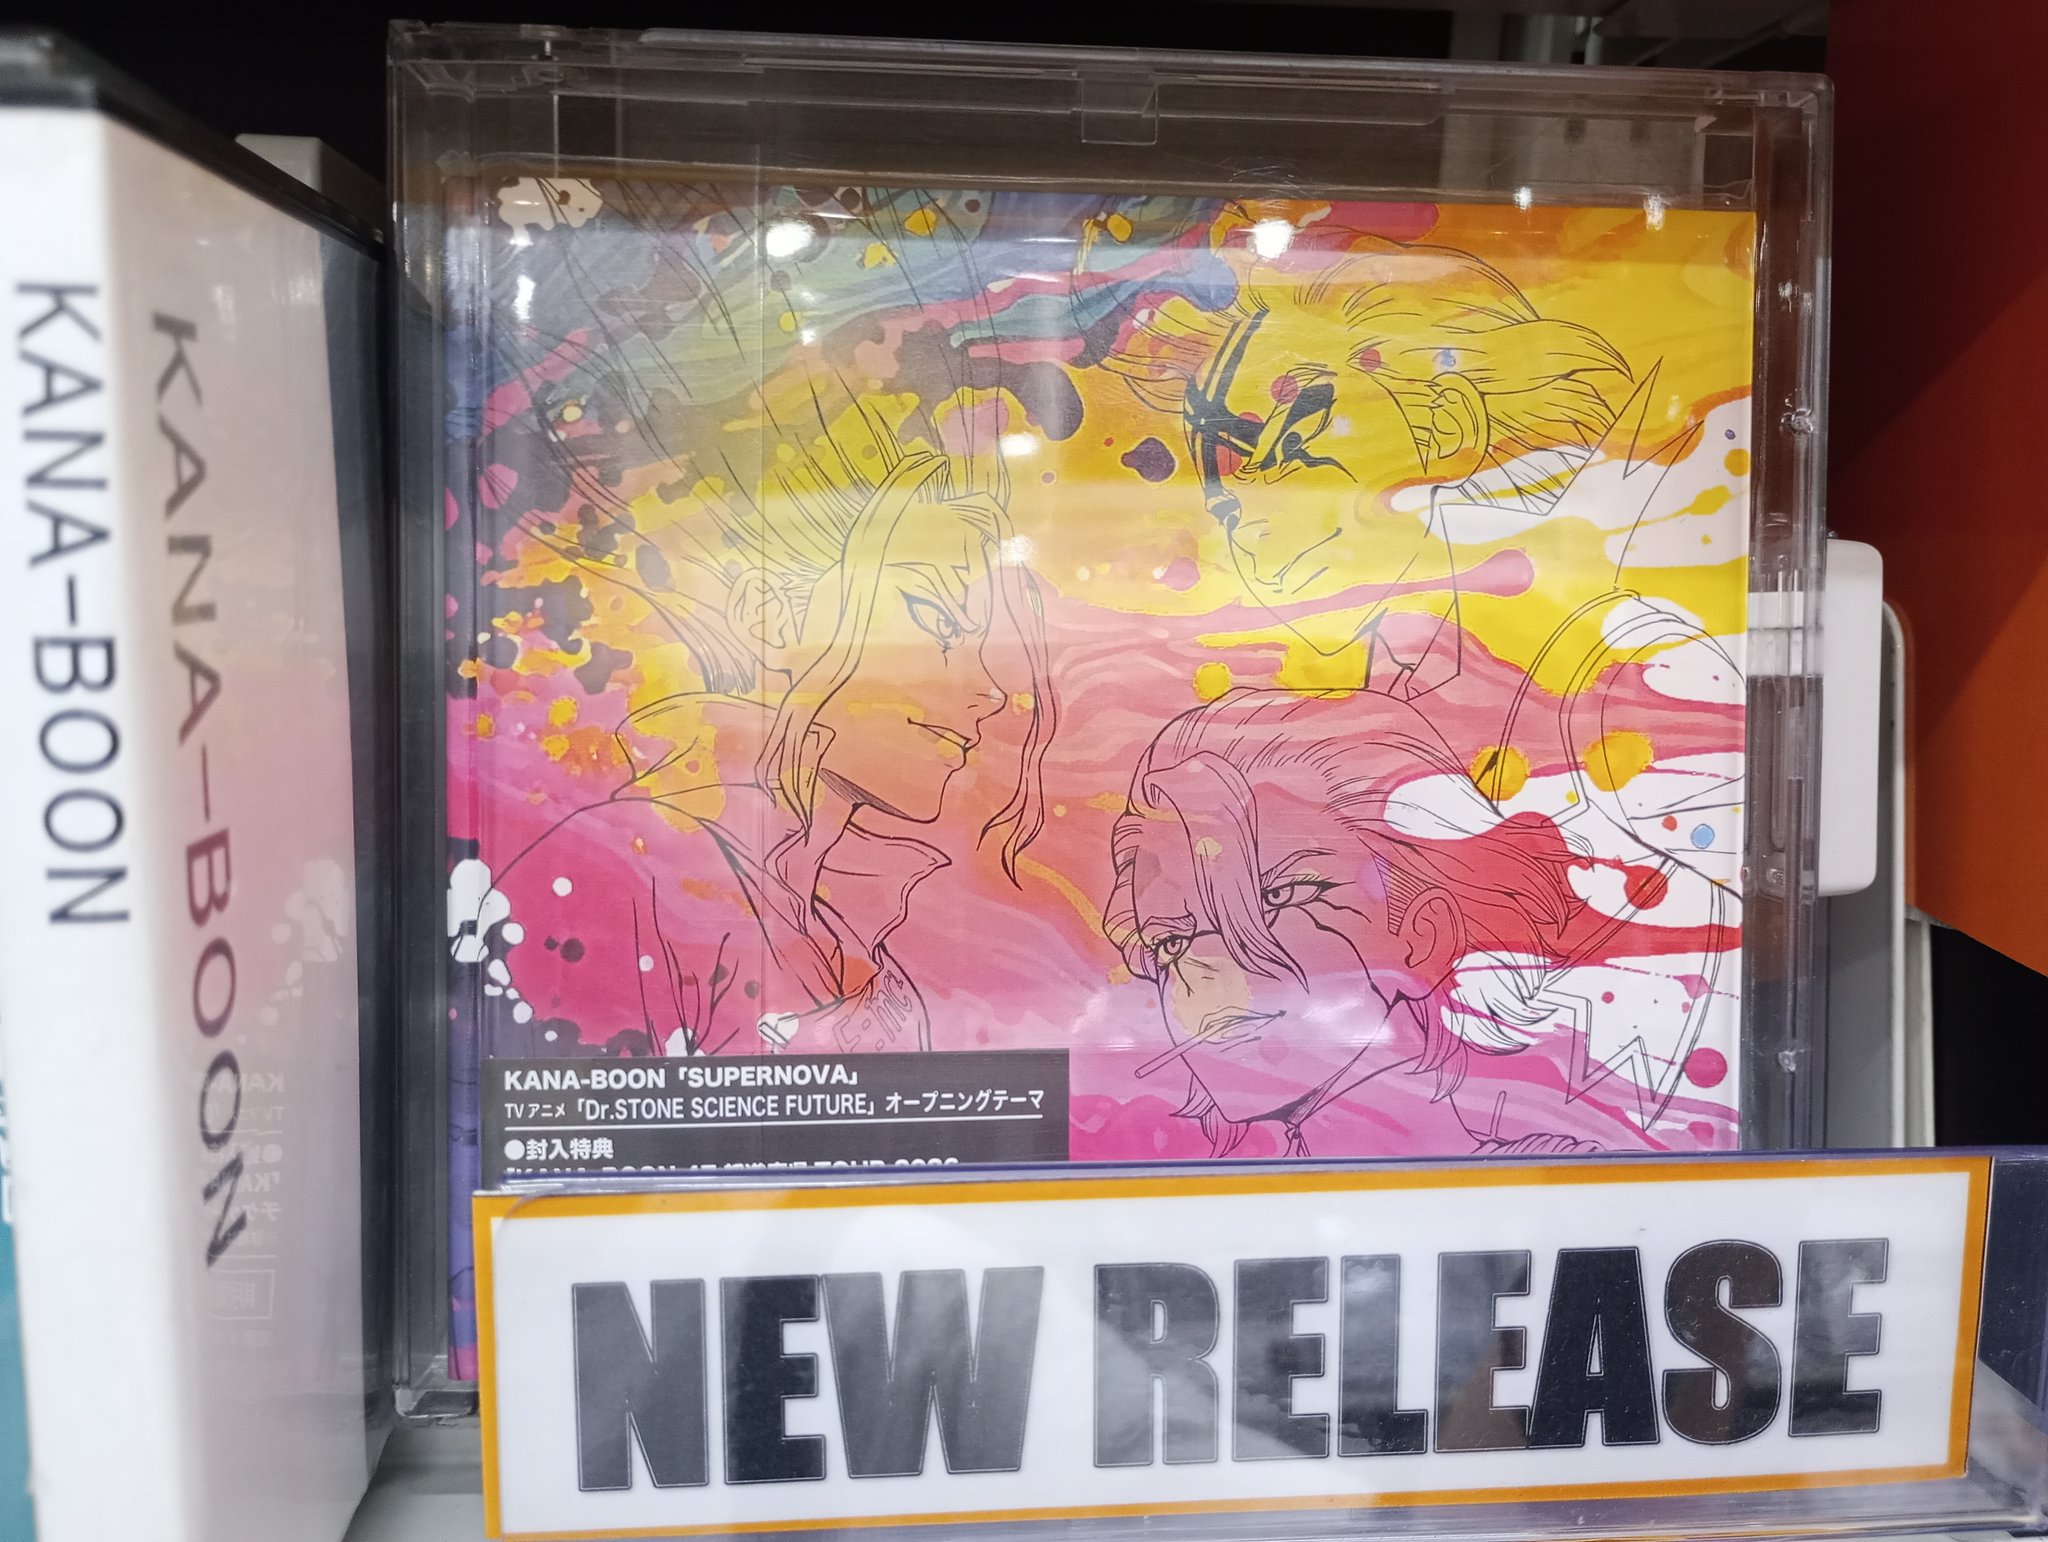 KANA-BOON
KANA-BOON
E=mc²
KANA-BOON「SUPERNOVA」
TVアニメ「Dr.STONE SCIENCE FUTURE」オープニングテーマ
●封入特典
NEW RELEASE